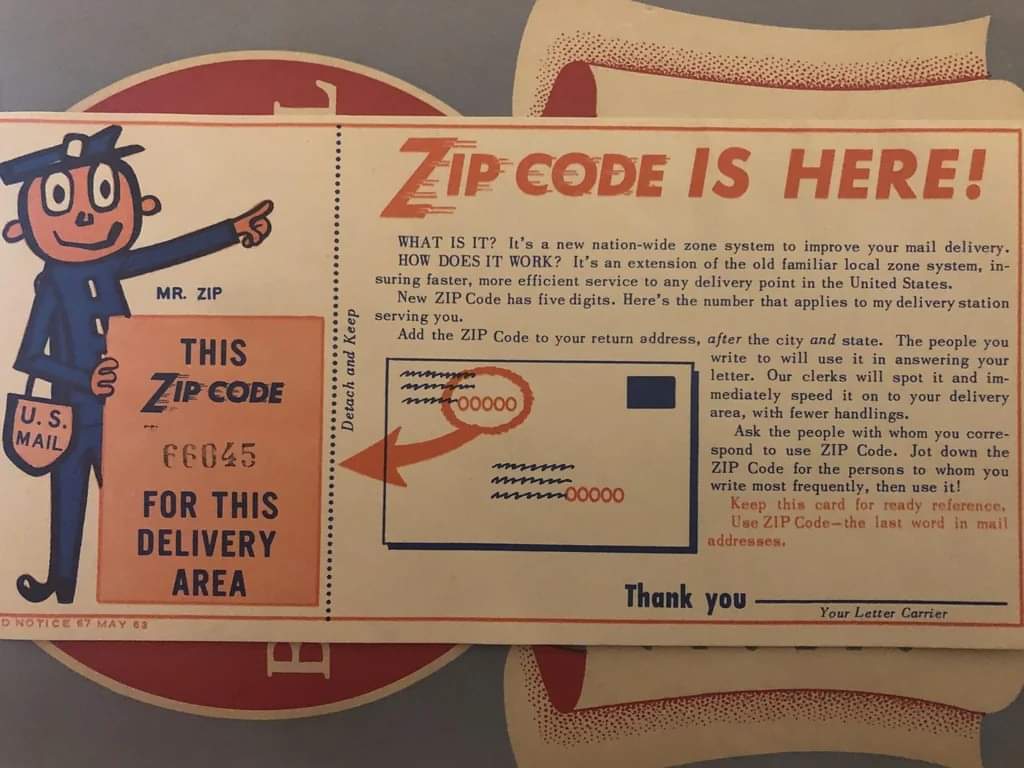 MR. ZIP
U. S.
MAIL
THIS
ZIP CODE
66045
FOR THIS
DELIVERY
AREA
D NOTICE 67 MAY 63
Detach and Keep
ZIP CODE IS HERE!
WHAT IS IT? It's a new nation-wide zone system to improve your mail delivery.
HOW DOES IT WORK? It's an extension of the old familiar local zone system, in-
suring faster, more efficient service to any delivery point in the United States.
New ZIP Code has five digits. Here's the number that applies to my delivery station
serving you.
Add the ZIP Code to your return address, after the city and state. The people you
write to will use it in answering your
letter. Our clerks will spot it and im-
mediately speed it on to your delivery
area, with fewer handlings.
Ask the people with whom you corre-
spond to use ZIP Code. Jot down the
ZIP Code for the persons to whom you
write most frequently, then use it!
Keep this card for ready reference.
Use ZIP Code—the last word in mail
addresses.
00000
00000
Thank you
Your Letter Carrier